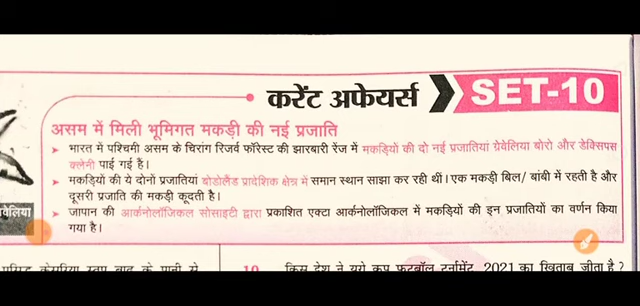 करेंट अफेयर्स SET-10
असम में मिली भूमिगत मकड़ी की नई प्रजाति
➤ भारत में पश्चिमी असम के चिरांग रिजर्व फॉरेस्ट की झारबारी रेंज में मकड़ियों की दो नई प्रजातियां ग्रेवेलिया बोरो और डेक्सिपस
क्लेमी पाई गई है।
➤ मकड़ियों की ये दोनों प्रजातियां बोडोलैंड प्रादेशिक क्षेत्र में समान स्थान साझा कर रही थीं। एक मकड़ी बिल/ बांबी में रहती है और
दूसरी प्रजाति की मकड़ी कूदती है।
➤ जापान की आर्कनोलॉजिकल सोसाइटी द्वारा प्रकाशित एक्टा आर्कनोलॉजिकल में मकड़ियों की इन प्रजातियों का वर्णन किया
गया है।
वेलिया
केसरिया स्तूप बाढ़ के पानी से
10 किस देश ने यूरो कप फुटबॉल टूर्नामेंट, 2021 का खिताब जीता है?